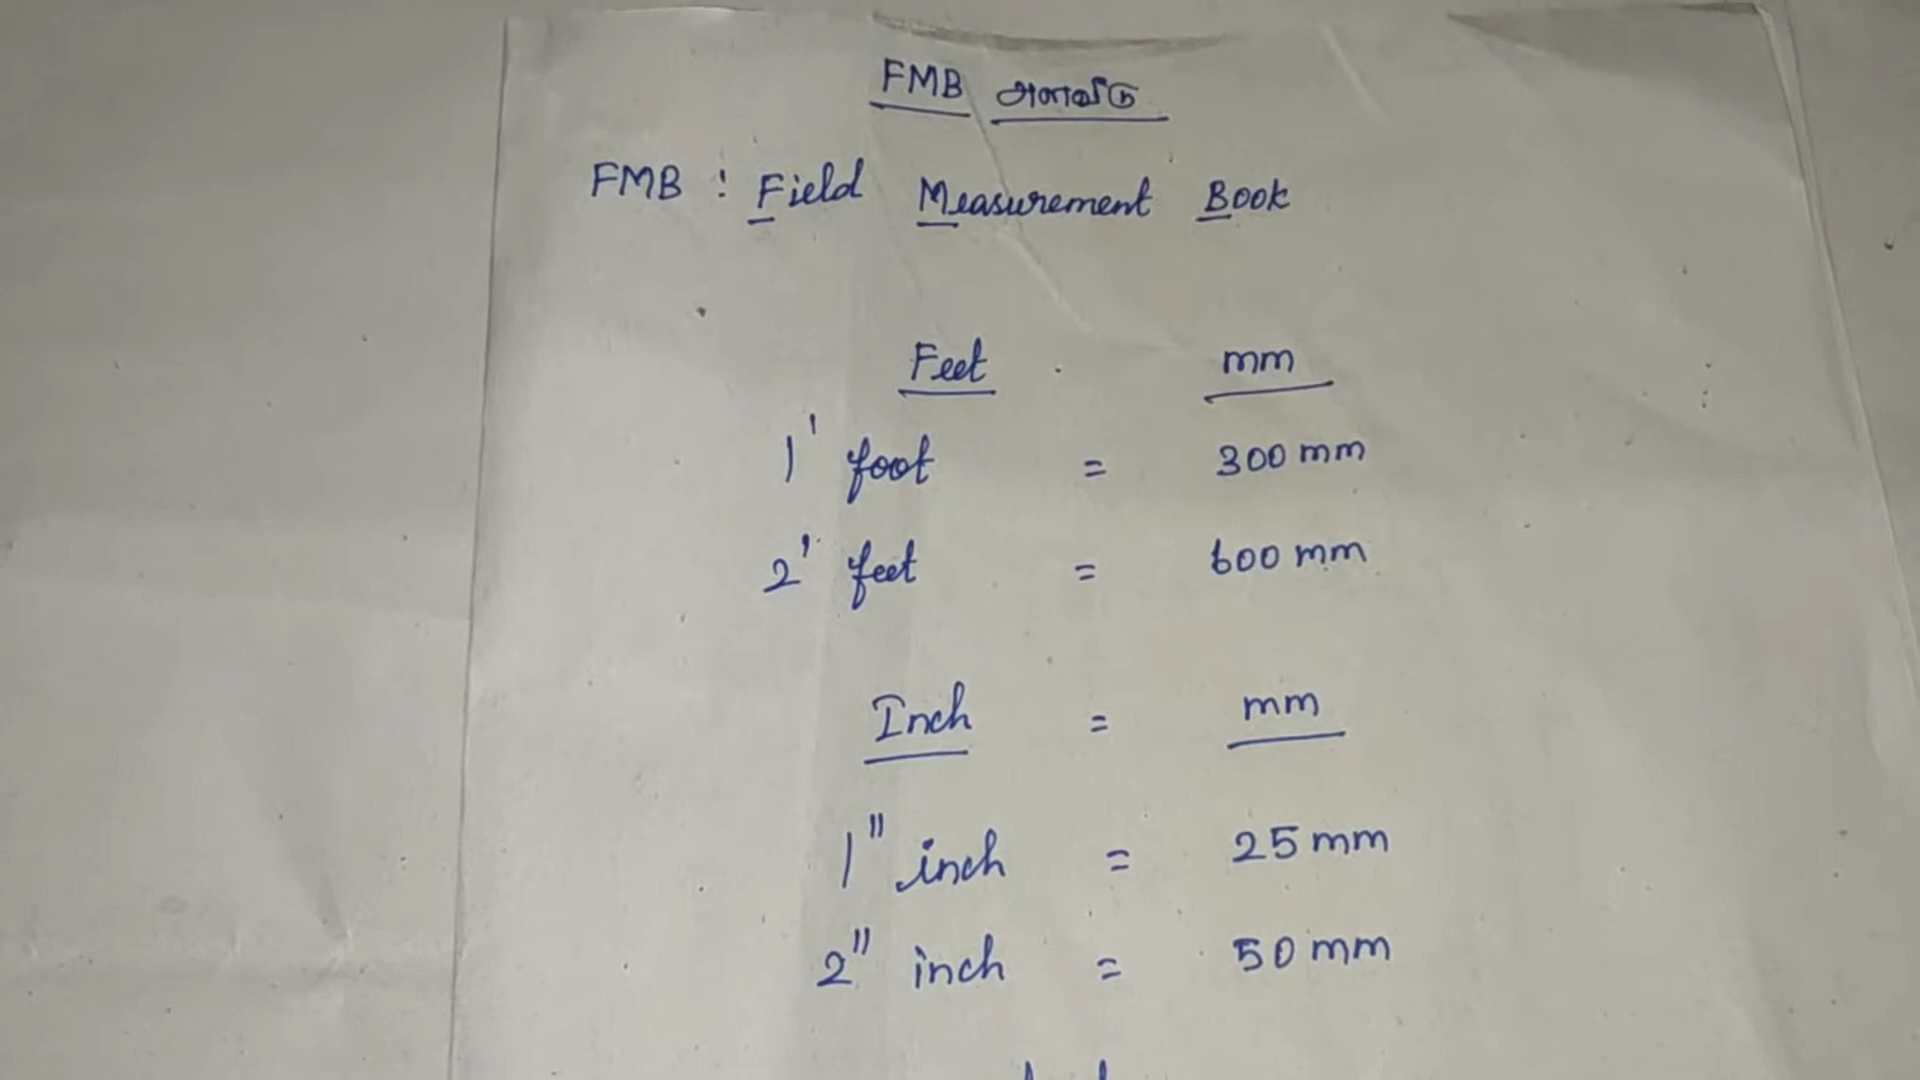 FMB அளவீடு
FMB : Field Measurement Book
Feet mm
1' foot = 300 mm
2' feet = 600 mm
Inch = mm
1" inch = 25 mm
2" inch = 50 mm